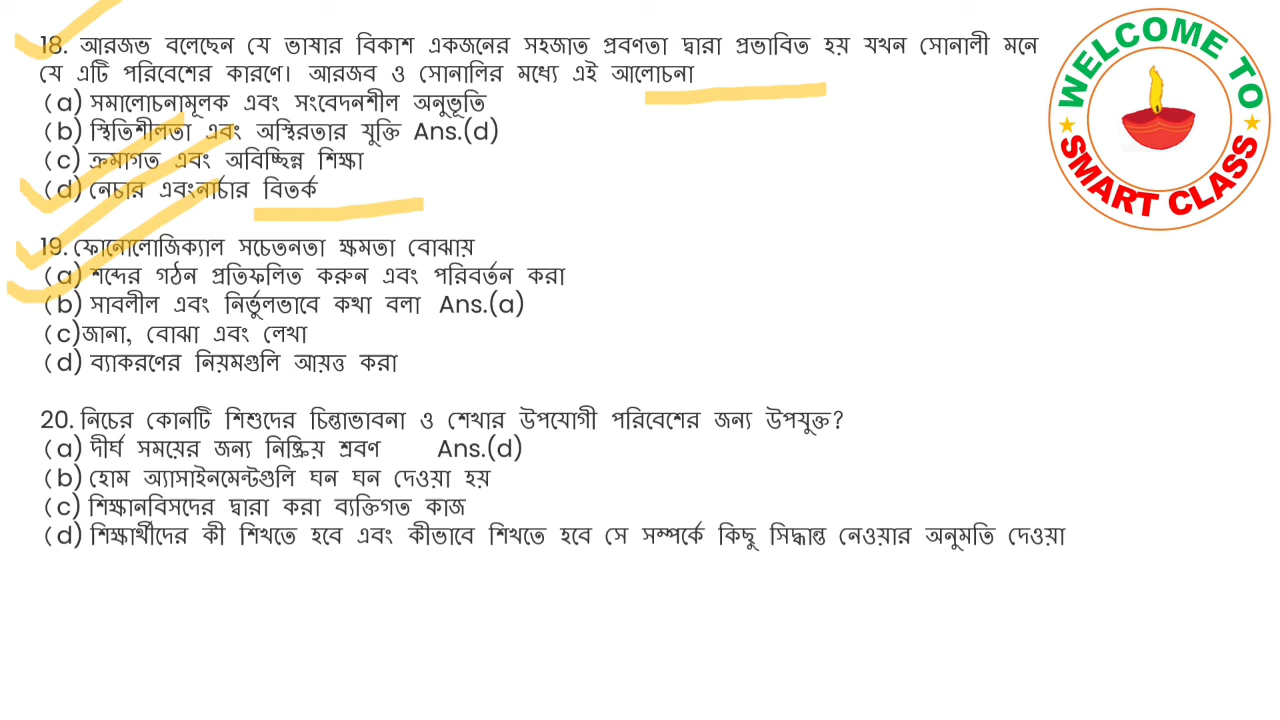 18. আরজভ বলেছেন যে ভাষার বিকাশ একজনের সহজাত প্রবণতা দ্বারা প্রভাবিত হয় যখন সোনালী মনে
যে এটি পরিবেশের কারণে। আরজব ও সোনালির মধ্যে এই আলোচনা
(a) সমালোচনামূলক এবং সংবেদনশীল অনুভূতি
(b) স্থিতিশীলতা এবং অস্থিরতার যুক্তি Ans.(d)
(c) ক্রমাগত এবং অবিচ্ছিন্ন শিক্ষা
(d) নেচার এবংনার্চার বিতর্ক
19. ফোনোলোজিক্যাল সচেতনতা ক্ষমতা বোঝায়
(a) শব্দের গঠন প্রতিফলিত করুন এবং পরিবর্তন করা
(b) সাবলীল এবং নির্ভুলভাবে কথা বলা Ans.(a)
(c)জানা, বোঝা এবং লেখা
(d) ব্যাকরণের নিয়মগুলি আয়ত্ত করা
20. নিচের কোনটি শিশুদের চিন্তাভাবনা ও শেখার উপযোগী পরিবেশের জন্য উপযুক্ত?
(a) দীর্ঘ সময়ের জন্য নিষ্ক্রিয় শ্রবণ Ans.(d)
(b) হোম অ্যাসাইনমেন্টগুলি ঘন ঘন দেওয়া হয়
(c) শিক্ষানবিসদের দ্বারা করা ব্যক্তিগত কাজ
(d) শিক্ষার্থীদের কী শিখতে হবে এবং কীভাবে শিখতে হবে সে সম্পর্কে কিছু সিদ্ধান্ত নেওয়ার অনুমতি দেওয়া
WELCOME TO
SMART CLASS